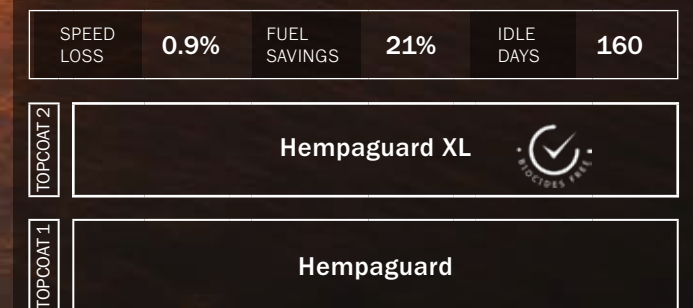 SPEED LOSS 0.9% FUEL SAVINGS 21% IDLE DAYS 160
TOPCOAT 2
Hempaguard XL
BIOCIDES FREE
TOPCOAT 1
Hempaguard